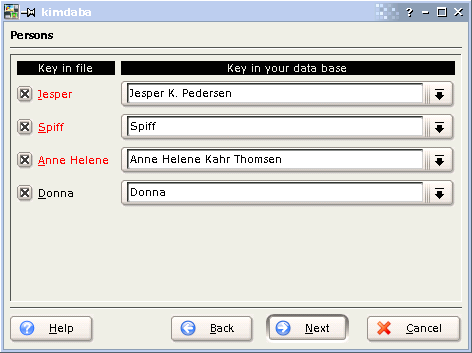 kimdaba
Persons
Key in file Key in your data base
Jesper Jesper K. Pedersen
Spiff Spiff
Anne Helene Anne Helene Kahr Thomsen
Donna Donna
Help Back Next Cancel